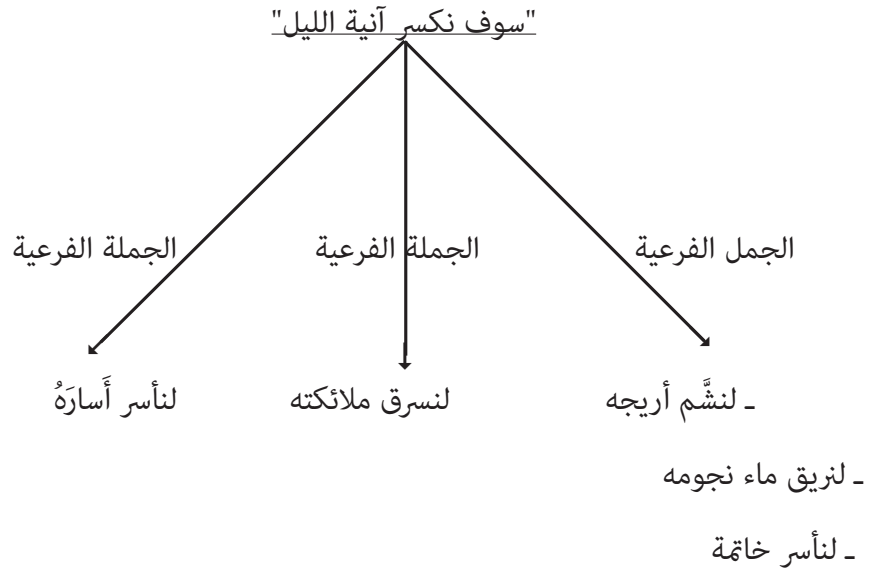 "سوف نكسر آنية الليل"
الجمل الفرعية
الجملة الفرعية
الجملة الفرعية
ـ لنشَّم أريجه
لنسرق ملائكته
لنأسر أَسارَهُ
ـ لنريق ماء نجومه
ـ لنأسر خاتمة